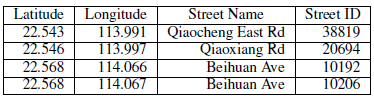 Latitude Longitude Street Name Street ID
22.543 113.991 Qiaocheng East Rd 38819
22.546 113.997 Qiaoxiang Rd 20694
22.568 114.066 Beihuan Ave 10192
22.568 114.067 Beihuan Ave 10206